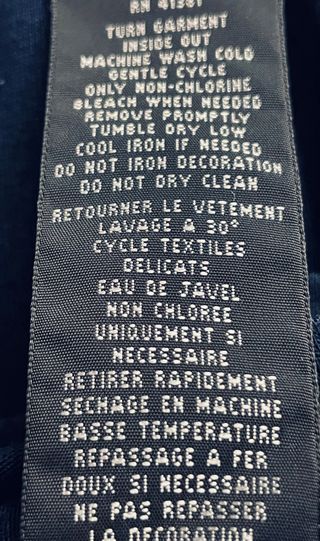 RN 41381
TURN GARMENT
INSIDE OUT
MACHINE WASH COLD
GENTLE CYCLE
ONLY NON-CHLORINE
BLEACH WHEN NEEDED
REMOVE PROMPTLY
TUMBLE DRY LOW
COOL IRON IF NEEDED
DO NOT IRON DECORATION
DO NOT DRY CLEAN
RETOURNER LE VETEMENT
LAVAGE A 30°
CYCLE TEXTILES
DELICATS
EAU DE JAVEL
NON CHLOREE
UNIQUEMENT SI
NECESSAIRE
RETIRER RAPIDEMENT
SECHAGE EN MACHINE
BASSE TEMPERATURE
REPASSAGE A FER
DOUX SI NECESSAIRE
NE PAS REPASSER
LA DECORATION